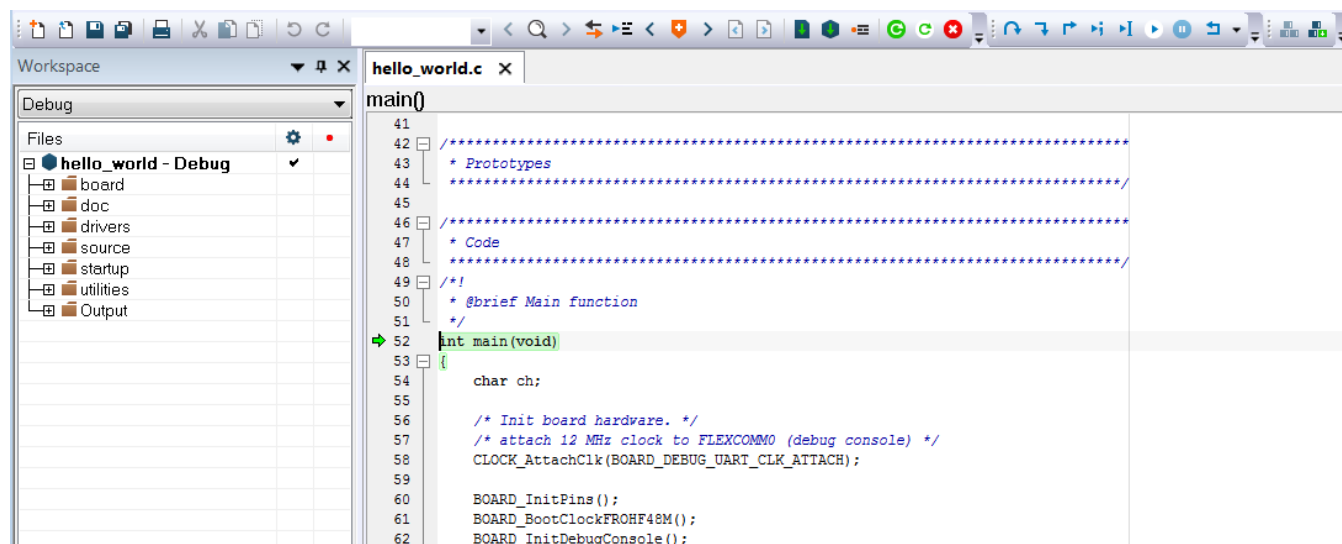 Workspace
hello_world.c
Debug
main()
Files
hello_world - Debug
board
doc
drivers
source
startup
utilities
Output
41
42 /*******************************************************************************
43 * Prototypes
44 ******************************************************************************/
45
46 /*******************************************************************************
47 * Code
48 ******************************************************************************/
49 /*!
50 * @brief Main function
51 */
52 int main(void)
53 {
54 char ch;
55
56 /* Init board hardware. */
57 /* attach 12 MHz clock to FLEXCOMM0 (debug console) */
58 CLOCK_AttachClk(BOARD_DEBUG_UART_CLK_ATTACH);
59
60 BOARD_InitPins();
61 BOARD_BootClockFROHF48M();
62 BOARD_InitDebugConsole();